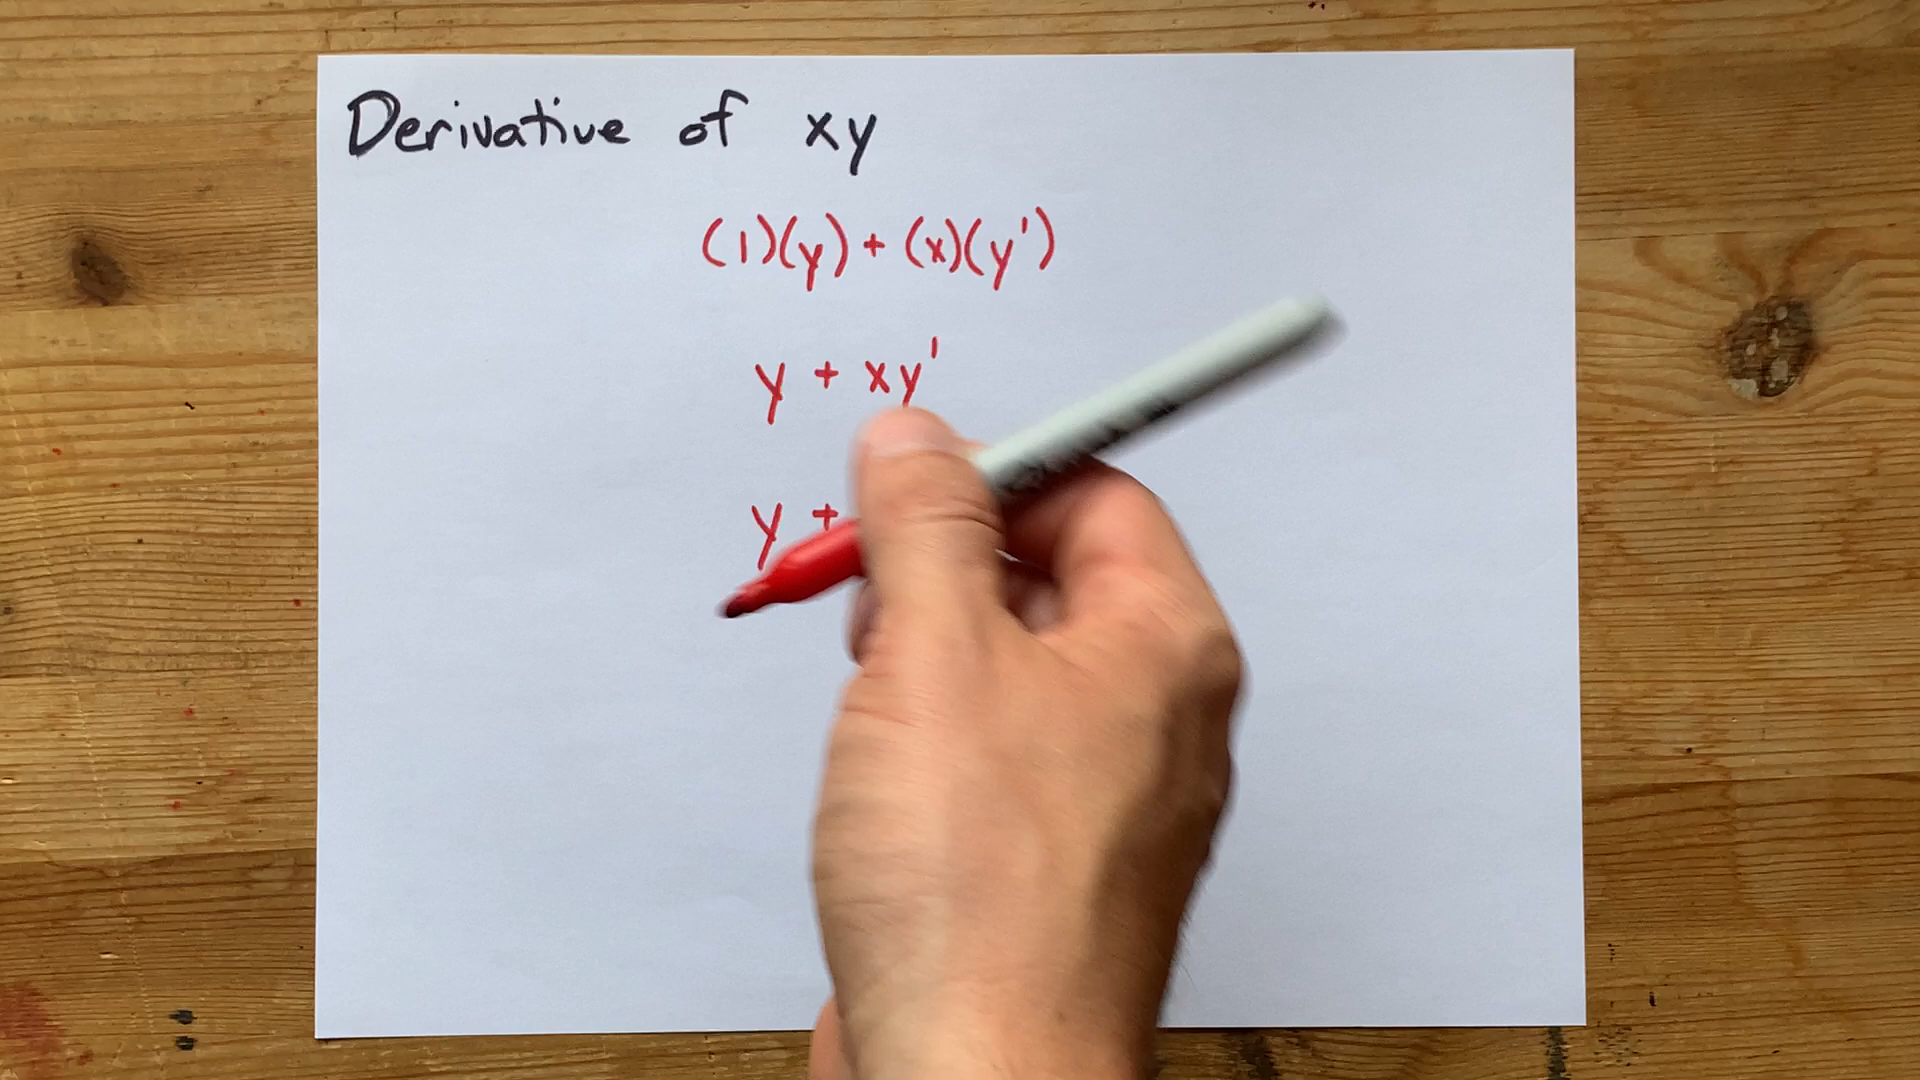 Derivative of xy
(1)(y) + (x)(y')
y + xy'
y +